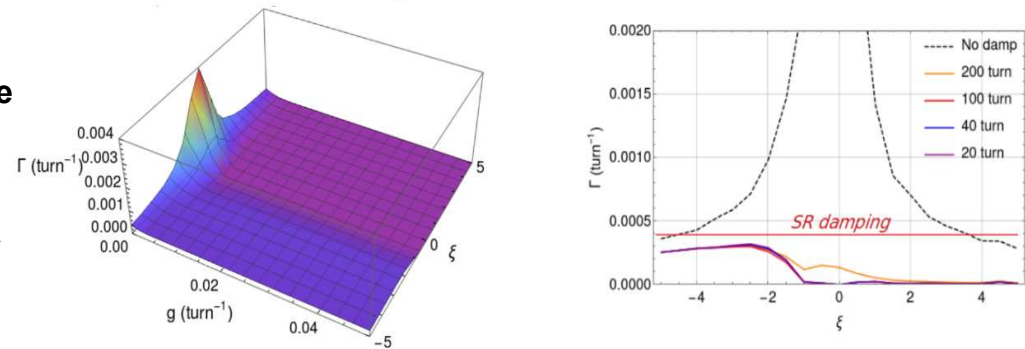 e
0.004
0.003
Γ (turn⁻¹)
0.002
0.001
0.000
0.00
0.02
0.04
g (turn⁻¹)
5
0
ξ
−5
0.0020
0.0015
0.0010
0.0005
0.0000
Γ (turn⁻¹)
No damp
200 turn
100 turn
40 turn
20 turn
SR damping
−4 −2 0 2 4
ξ